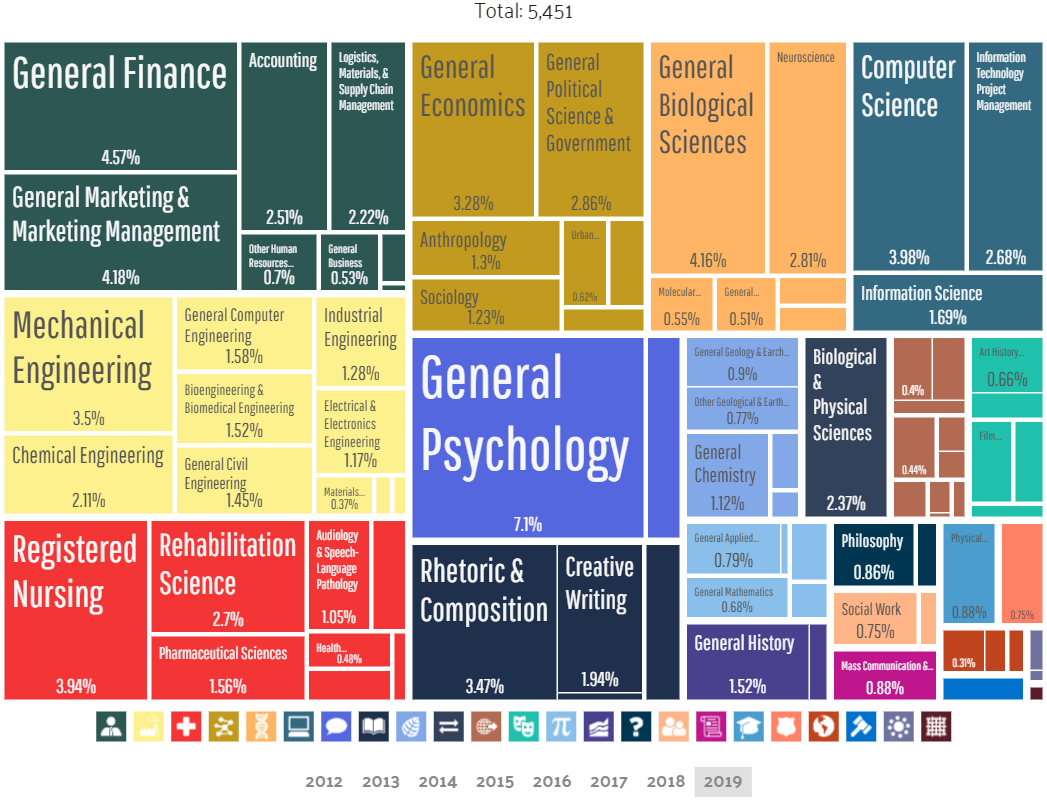 Total: 5,451
General Finance
4.57%
General Marketing &
Marketing Management
4.18%
Accounting
2.51%
Logistics,
Materials, &
Supply Chain
Management
2.22%
Other Human
Resources...
0.7%
General
Business
0.53%
General
Economics
3.28%
General
Political
Science &
Government
2.86%
Anthropology
1.3%
Sociology
1.23%
Urban...
0.62%
General
Biological
Sciences
4.16%
Neuroscience
2.81%
Molecular...
0.55%
General...
0.51%
Computer
Science
3.98%
Information
Technology
Project
Management
2.68%
Information Science
1.69%
Mechanical
Engineering
3.5%
Chemical Engineering
2.11%
General Computer
Engineering
1.58%
Bioengineering &
Biomedical Engineering
1.52%
General Civil
Engineering
1.45%
Industrial
Engineering
1.28%
Electrical &
Electronics
Engineering
1.17%
Materials...
0.37%
General
Psychology
7.1%
General Geology & Earch...
0.9%
Other Geological & Earth...
0.77%
General
Chemistry
1.12%
Biological
&
Physical
Sciences
2.37%
0.4%
0.44%
Art History...
0.66%
Film...
Registered
Nursing
3.94%
Rehabilitation
Science
2.7%
Pharmaceutical Sciences
1.56%
Audiology
& Speech-
Language
Pathology
1.05%
Health...
0.48%
Rhetoric &
Composition
3.47%
Creative
Writing
1.94%
General Applied...
0.79%
General Mathematics
0.68%
General History
1.52%
Philosophy
0.86%
Social Work
0.75%
Mass Communication &...
0.88%
Physical...
0.88%
0.75%
0.31%
π
?
2012 2013 2014 2015 2016 2017 2018 2019